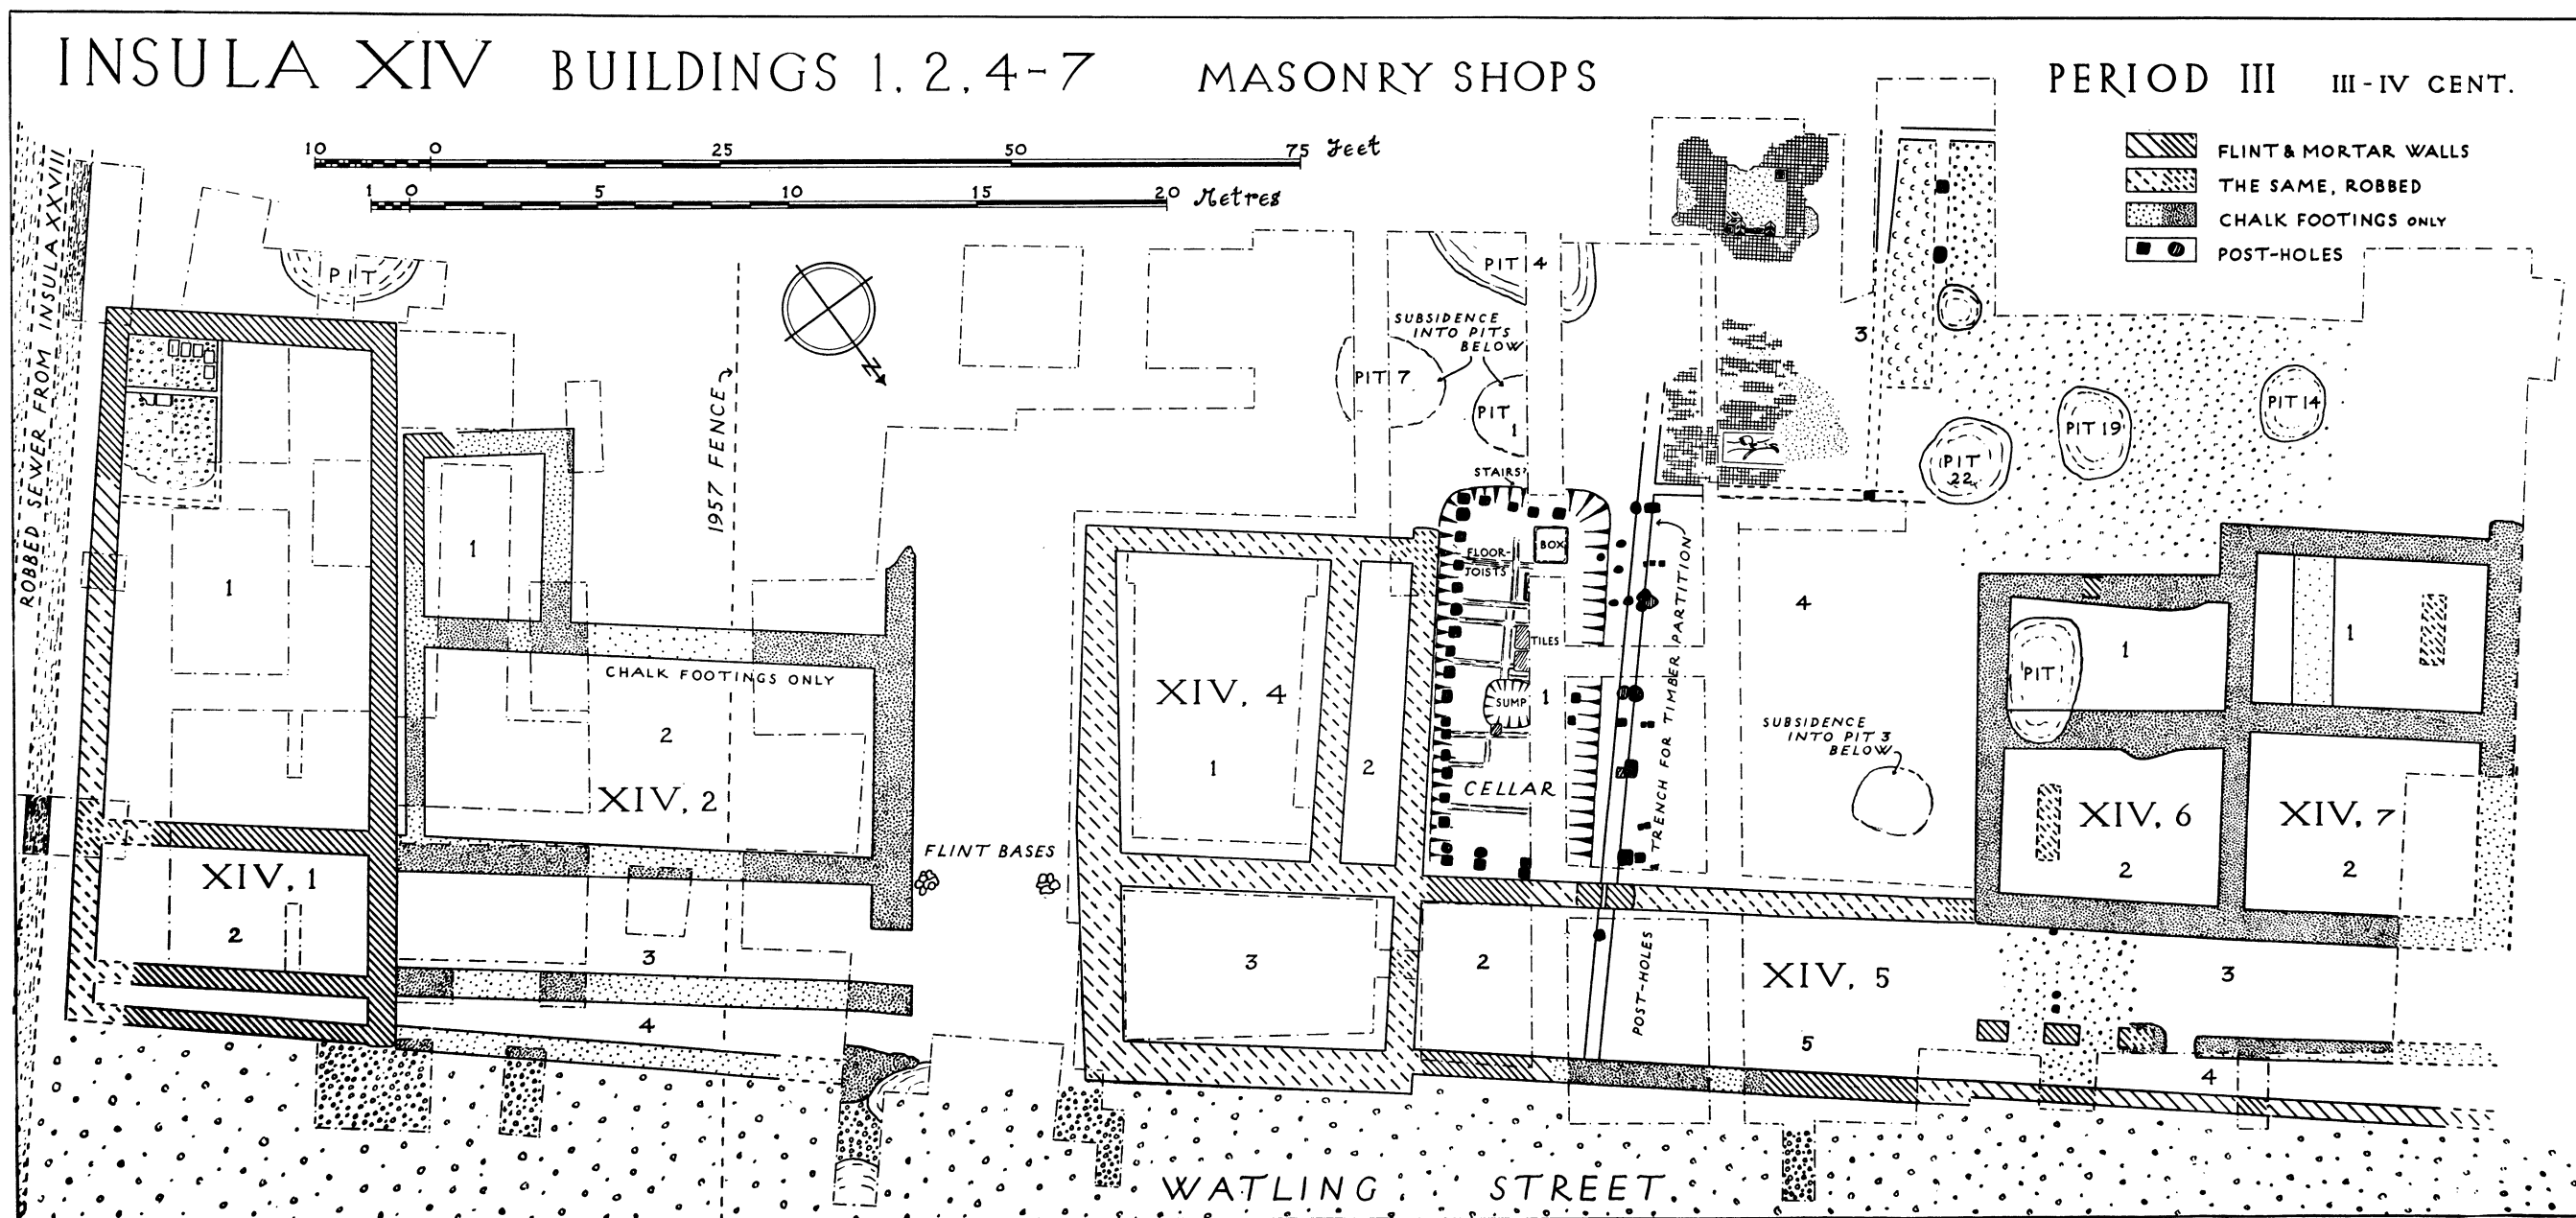 INSULA XIV BUILDINGS 1, 2, 4-7 MASONRY SHOPS PERIOD III III-IV CENT.
10 0 25 50 75 Feet
1 0 5 10 15 20 Metres
FLINT & MORTAR WALLS
THE SAME, ROBBED
CHALK FOOTINGS ONLY
POST-HOLES
ROBBED SEWER FROM INSULA XXVIII
PIT
N
1957 FENCE
PIT 4
SUBSIDENCE
INTO PITS
BELOW
PIT 7
PIT
1
3
PIT
22
PIT 19
PIT 14
STAIRS?
BOX
FLOOR-
JOISTS
TILES
SUMP
1
CELLAR
TRENCH FOR TIMBER PARTITION
4
SUBSIDENCE
INTO PIT 3
BELOW
1
1
CHALK FOOTINGS ONLY
2
XIV, 2
XIV, 1
2
3
4
FLINT BASES
XIV, 4
1
2
3
2
POST-HOLES
XIV, 5
5
1
PIT
XIV, 6
2
1
XIV, 7
2
3
4
WATLING STREET